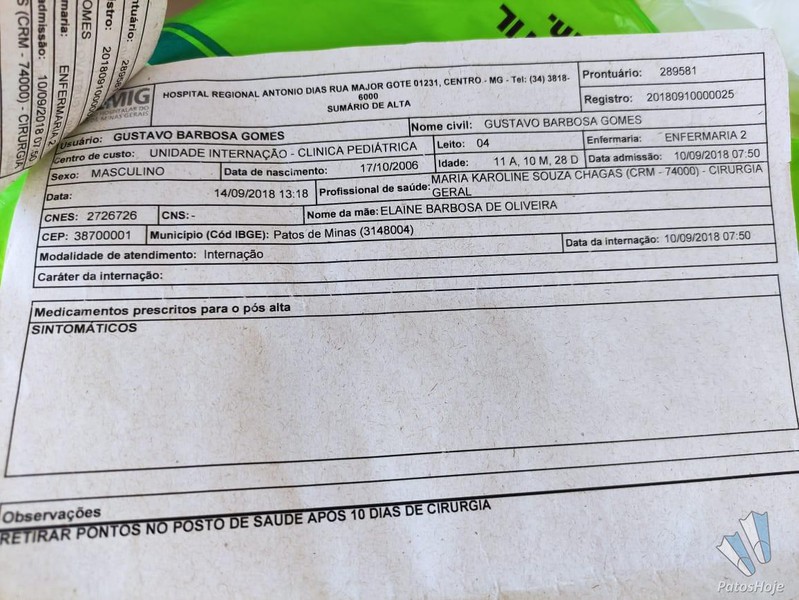 HOSPITAL REGIONAL ANTONIO DIAS RUA MAJOR GOTE 01231, CENTRO - MG - Tel: (34) 3818-
6000
SUMÁRIO DE ALTA
Prontuário: 289581
Registro: 20180910000025
Usuário: GUSTAVO BARBOSA GOMES
Nome civil: GUSTAVO BARBOSA GOMES
Centro de custo: UNIDADE INTERNAÇÃO - CLINICA PEDIÁTRICA
Leito: 04
Enfermaria: ENFERMARIA 2
Sexo: MASCULINO
Data de nascimento: 17/10/2006
Idade: 11 A, 10 M, 28 D
Data admissão: 10/09/2018 07:50
Data: 14/09/2018 13:18
Profissional de saúde: MARIA KAROLINE SOUZA CHAGAS (CRM - 74000) - CIRURGIA
GERAL
CNES: 2726726
CNS:-
Nome da mãe: ELAINE BARBOSA DE OLIVEIRA
CEP: 38700001
Municipio (Cód IBGE): Patos de Minas (3148004)
Modalidade de atendimento: Internação
Data da internação: 10/09/2018 07:50
Caráter da internação:
Medicamentos prescritos para o pós alta
SINTOMÁTICOS
Observações
RETIRAR PONTOS NO POSTO DE SAUDE APOS 10 DIAS DE CIRURGIA
PatosHoje